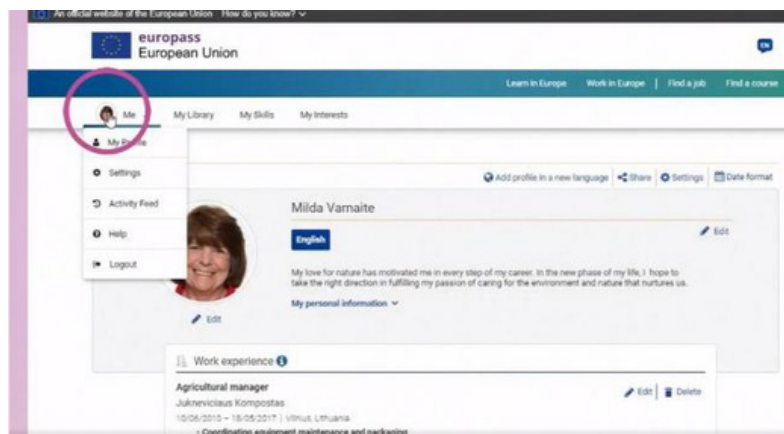 An official website of the European Union How do you know?
europass
European Union
EN
Learn in Europe Work in Europe | Find a job Find a course
Me My Library My Skills My Interests
My Profile
Settings
Activity Feed
Help
Logout
Add profile in a new language Share Settings Date format
Milda Varnaite
English
Edit
My love for nature has motivated me in every step of my career. In the new phase of my life, I hope to
take the right direction in fulfilling my passion of caring for the environment and nature that nurtures us.
My personal information
Edit
Work experience
Agricultural manager
Edit Delete
Jukneviciaus Kompostas
10/06/2010 – 18/05/2017 | Vilnius, Lithuania
- Coordinating equipment maintenance and packaging